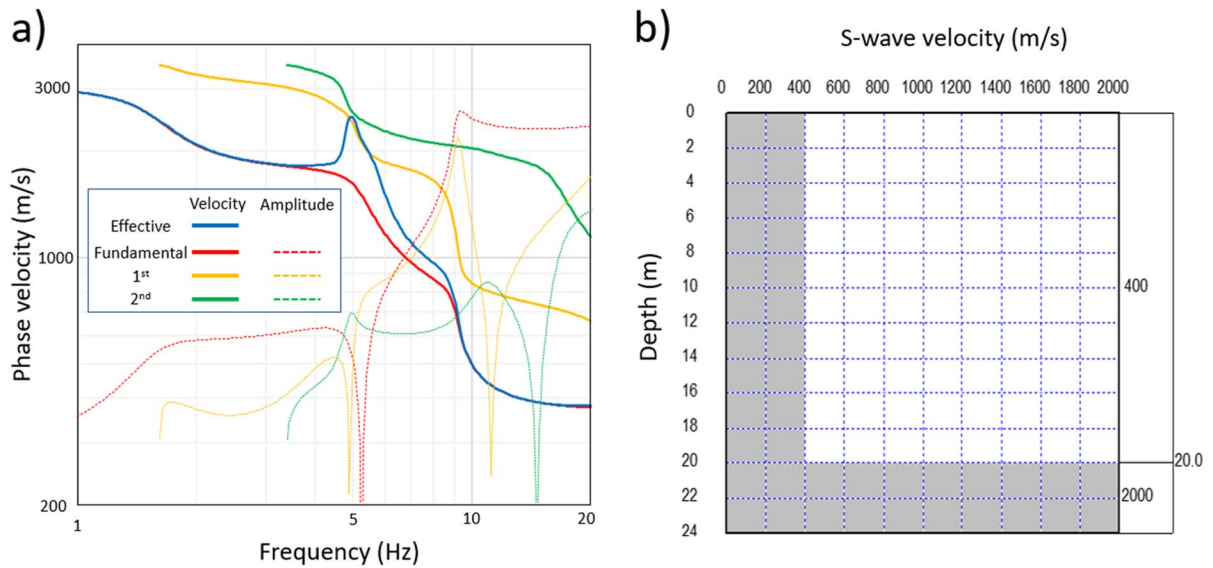 a)
3000
1000
200
Phase velocity (m/s)
Velocity Amplitude
Effective
Fundamental
1st
2nd
1 5 10 20
Frequency (Hz)
b)
S-wave velocity (m/s)
0 200 400 600 800 1000 1200 1400 1600 1800 2000
Depth (m)
0
2
4
6
8
10
12
14
16
18
20
22
24
400
20.0
2000